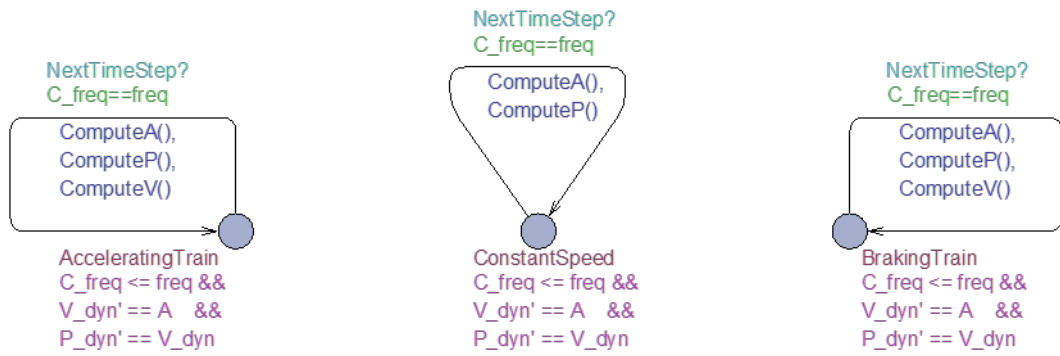 NextTimeStep?
C_freq==freq
ComputeA(),
ComputeP(),
ComputeV()
AcceleratingTrain
C_freq <= freq &&
V_dyn' == A &&
P_dyn' == V_dyn
NextTimeStep?
C_freq==freq
ComputeA(),
ComputeP()
ConstantSpeed
C_freq <= freq &&
V_dyn' == A &&
P_dyn' == V_dyn
NextTimeStep?
C_freq==freq
ComputeA(),
ComputeP(),
ComputeV()
BrakingTrain
C_freq <= freq &&
V_dyn' == A &&
P_dyn' == V_dyn